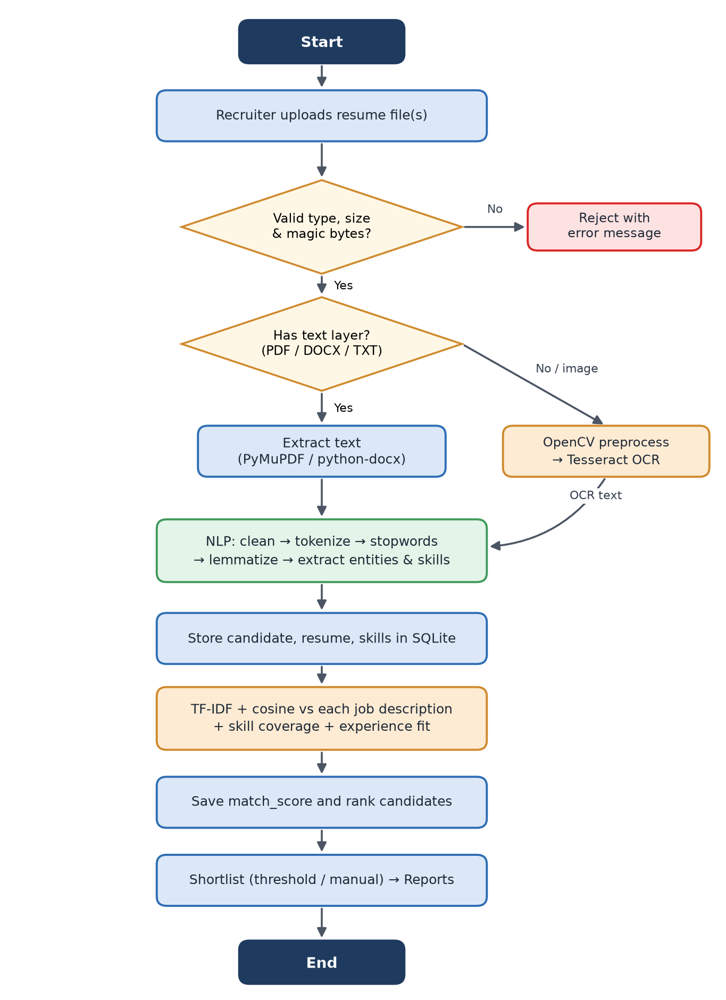 Start
Recruiter uploads resume file(s)
Valid type, size
& magic bytes?
No
Reject with
error message
Yes
Has text layer?
(PDF / DOCX / TXT)
No / image
Yes
Extract text
(PyMuPDF / python-docx)
OpenCV preprocess
→ Tesseract OCR
OCR text
NLP: clean → tokenize → stopwords
→ lemmatize → extract entities & skills
Store candidate, resume, skills in SQLite
TF-IDF + cosine vs each job description
+ skill coverage + experience fit
Save match_score and rank candidates
Shortlist (threshold / manual) → Reports
End